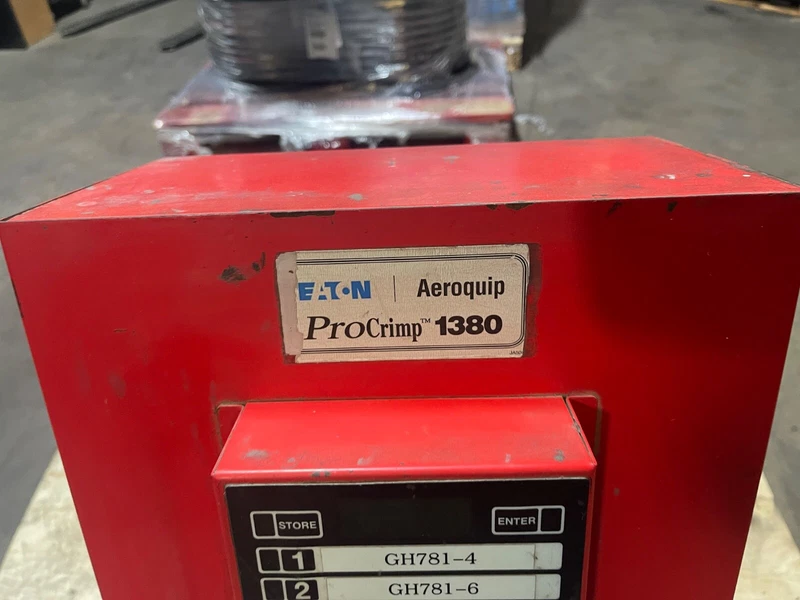 EATON | Aeroquip
ProCrimp™ 1380
STORE ENTER
1 GH781-4
2 GH781-6